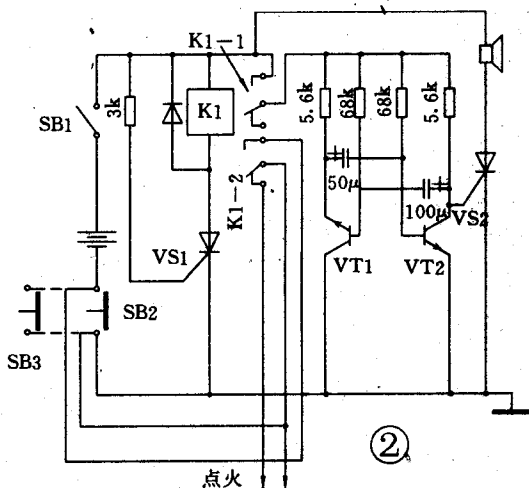 K1-1
SB1
3k
K1
5.6k
68k
68k
5.6k
50μ
100μ
K1-2
VS1
VS2
VT1
VT2
SB2
SB3
②
点火